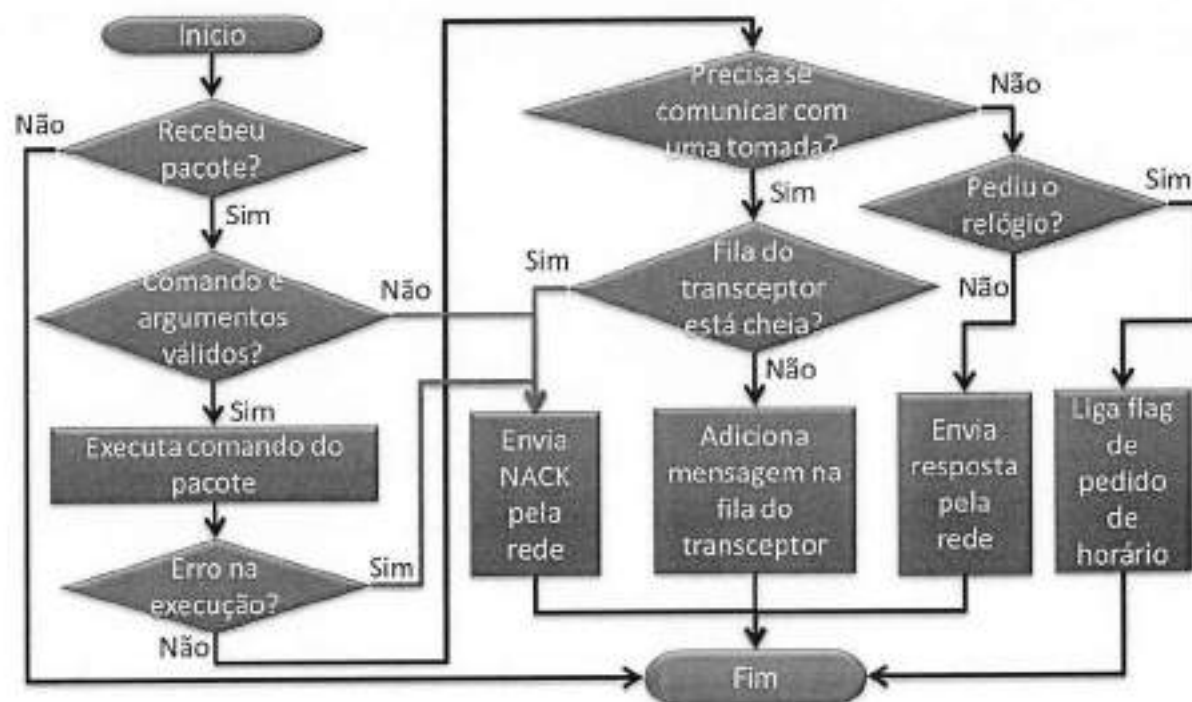 Inicio
Recebeu
pacote?
Não
Sim
Comando e
argumentos
válidos?
Não
Sim
Executa comando do
pacote
Erro na
execução?
Sim
Não
Precisa se
comunicar com
uma tomada?
Não
Sim
Pediu o
relógio?
Sim
Não
Fila do
transceptor
está cheia?
Sim
Não
Envia
NACK
pela
rede
Adiciona
mensagem na
fila do
transceptor
Envia
resposta
pela
rede
Liga flag
de
pedido
de
horário
Fim